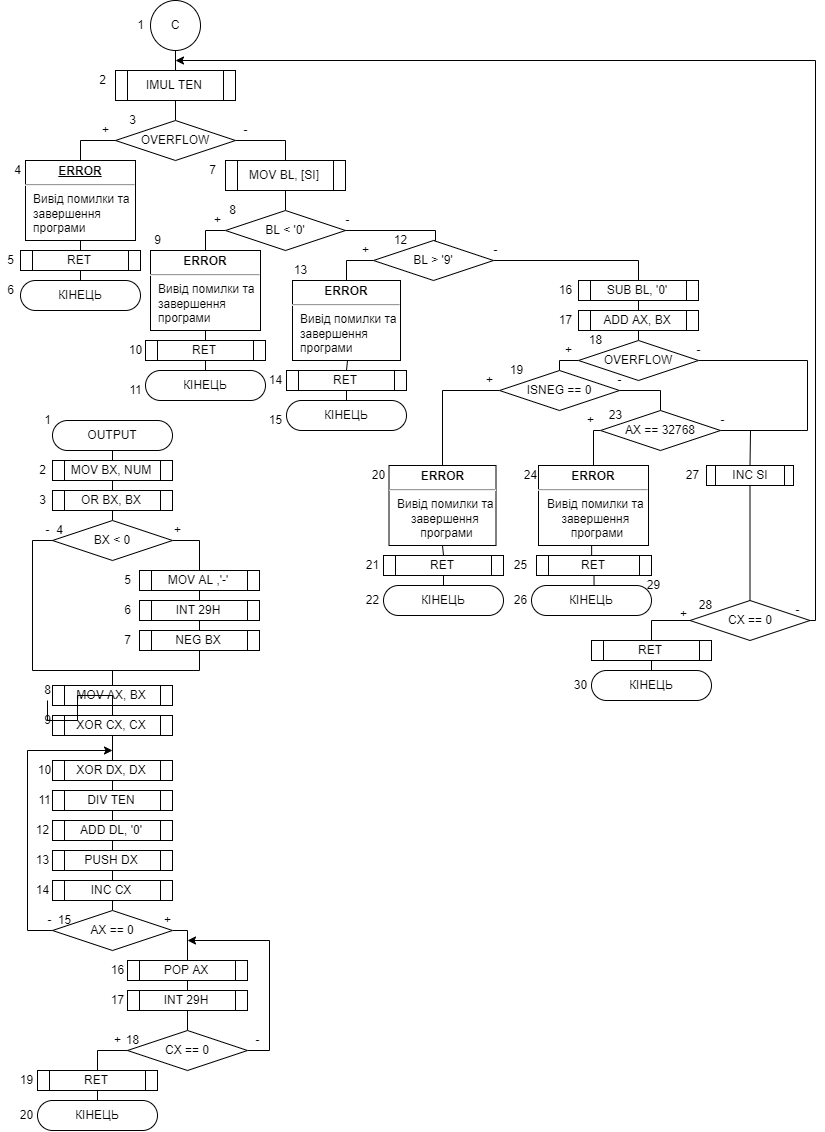 1
C
2
IMUL TEN
3
+
OVERFLOW
-
4
ERROR
Вивід помилки та
завершення
програми
5
RET
6
КІНЕЦЬ
7
MOV BL, [SI]
8
+
BL < '0'
-
9
ERROR
Вивід помилки та
завершення
програми
10
RET
11
КІНЕЦЬ
12
+
BL > '9'
-
13
ERROR
Вивід помилки та
завершення
програми
14
RET
15
КІНЕЦЬ
16
SUB BL, '0'
17
ADD AX, BX
18
+
OVERFLOW
-
19
+
ISNEG == 0
-
20
ERROR
Вивід помилки та
завершення
програми
21
RET
22
КІНЕЦЬ
23
+
AX == 32768
-
24
ERROR
Вивід помилки та
завершення
програми
25
RET
26
КІНЕЦЬ
27
INC SI
28
+
CX == 0
-
29
RET
30
КІНЕЦЬ
1
OUTPUT
2
MOV BX, NUM
3
OR BX, BX
- 4
BX < 0
+
5
MOV AL ,'-'
6
INT 29H
7
NEG BX
8
MOV AX, BX
9
XOR CX, CX
10
XOR DX, DX
11
DIV TEN
12
ADD DL, '0'
13
PUSH DX
14
INC CX
- 15
AX == 0
+
16
POP AX
17
INT 29H
+ 18
CX == 0
-
19
RET
20
КІНЕЦЬ